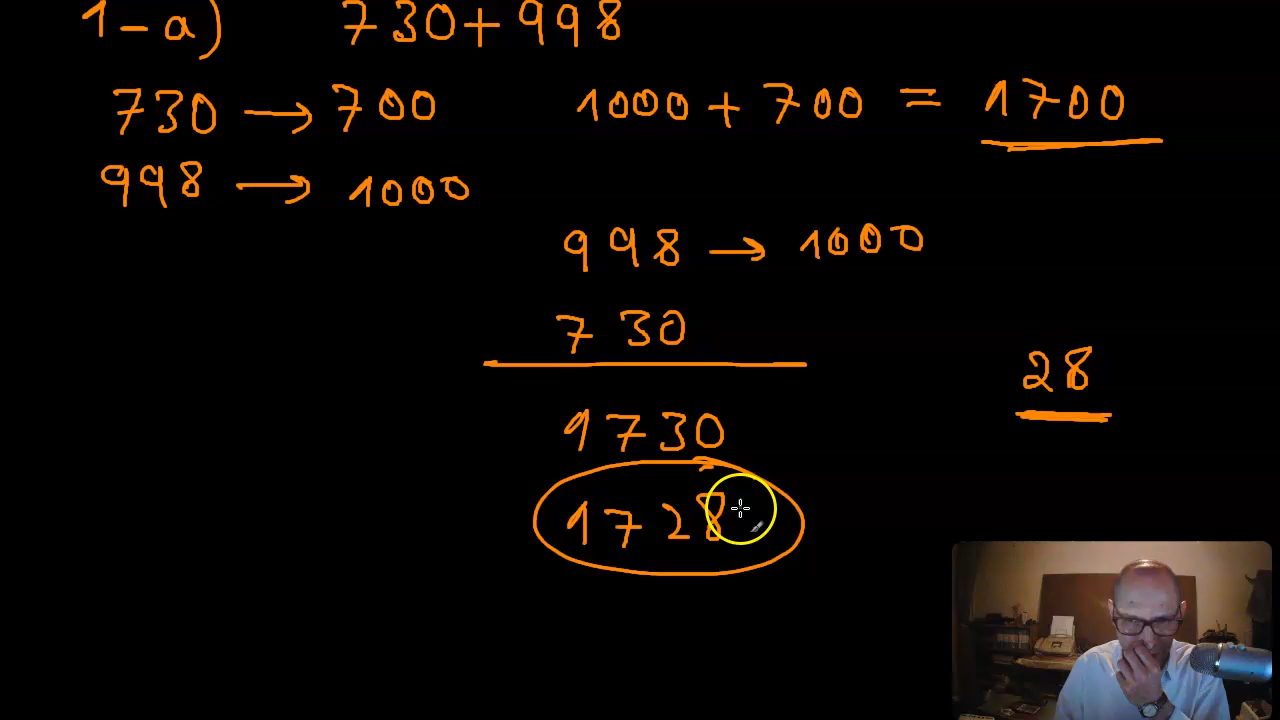 1-a) 730+998
730 → 700 1000 + 700 = 1700
998 → 1000
998 → 1000
730
1730
28
1728